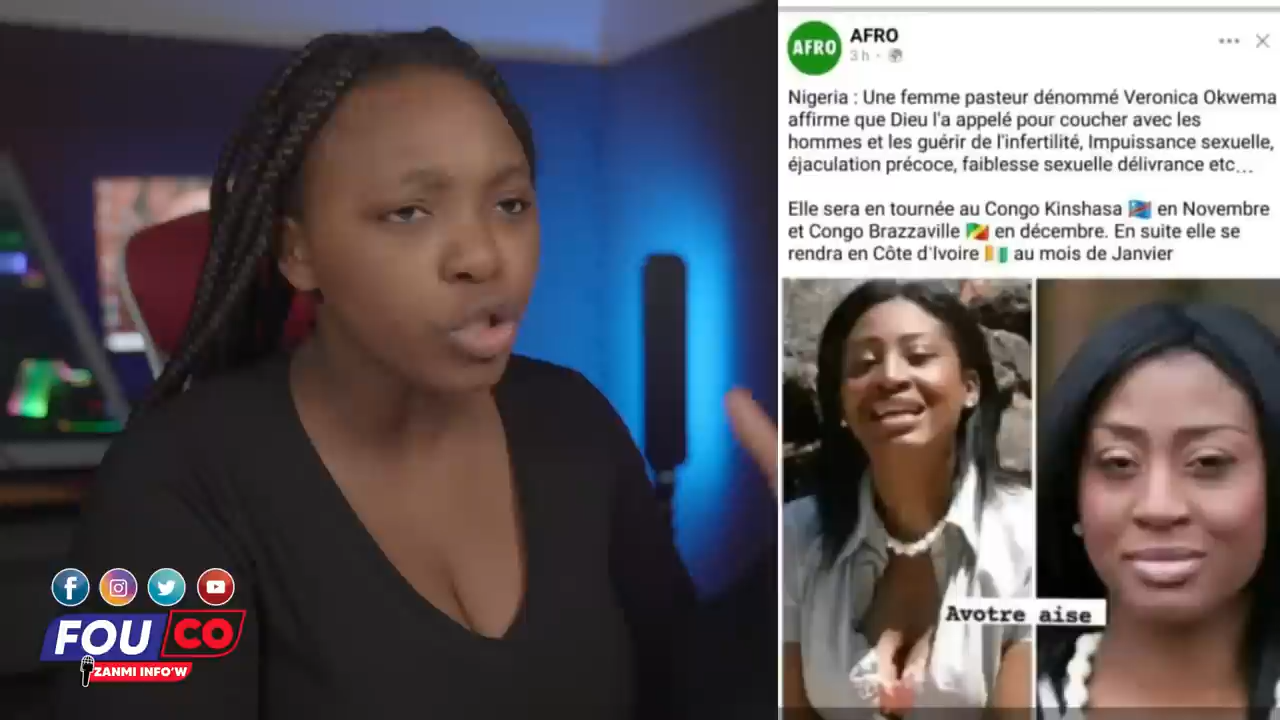 AFRO
AFRO
3 h
Nigeria : Une femme pasteur dénommé Veronica Okwema
affirme que Dieu l'a appelé pour coucher avec les
hommes et les guérir de l'infertilité, Impuissance sexuelle,
éjaculation précoce, faiblesse sexuelle délivrance etc...
Elle sera en tournée au Congo Kinshasa 🇨🇩 en Novembre
et Congo Brazzaville 🇨🇬 en décembre. En suite elle se
rendra en Côte d'Ivoire 🇨🇮 au mois de Janvier
Avotre aise
FOU CO
ZANMI INFO'W